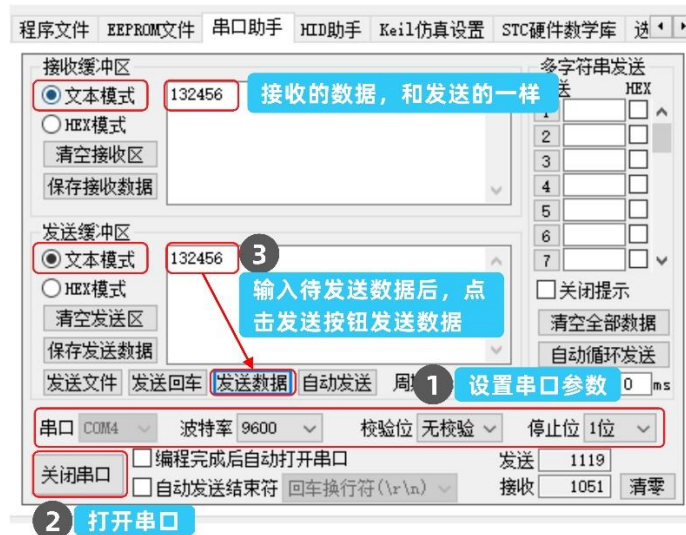 程序文件 EEPROM文件 串口助手 HID助手 Keil仿真设置 STC硬件数学库
接收缓冲区
多字符串发送
文本模式
132456
接收的数据，和发送的一样
HEX
HEX模式
清空接收区
保存接收数据
1
2
3
4
5
6
7
发送缓冲区
文本模式
132456
3
输入待发送数据后，点
击发送按钮发送数据
HEX模式
清空发送区
保存发送数据
关闭提示
清空全部数据
自动循环发送
发送文件 发送回车 发送数据 自动发送
1 设置串口参数
0 ms
串口 COM4 波特率 9600 校验位 无校验 停止位 1位
关闭串口
编程完成后自动打开串口
自动发送结束符 回车换行符(\r\n)
发送 1119
接收 1051 清零
2 打开串口